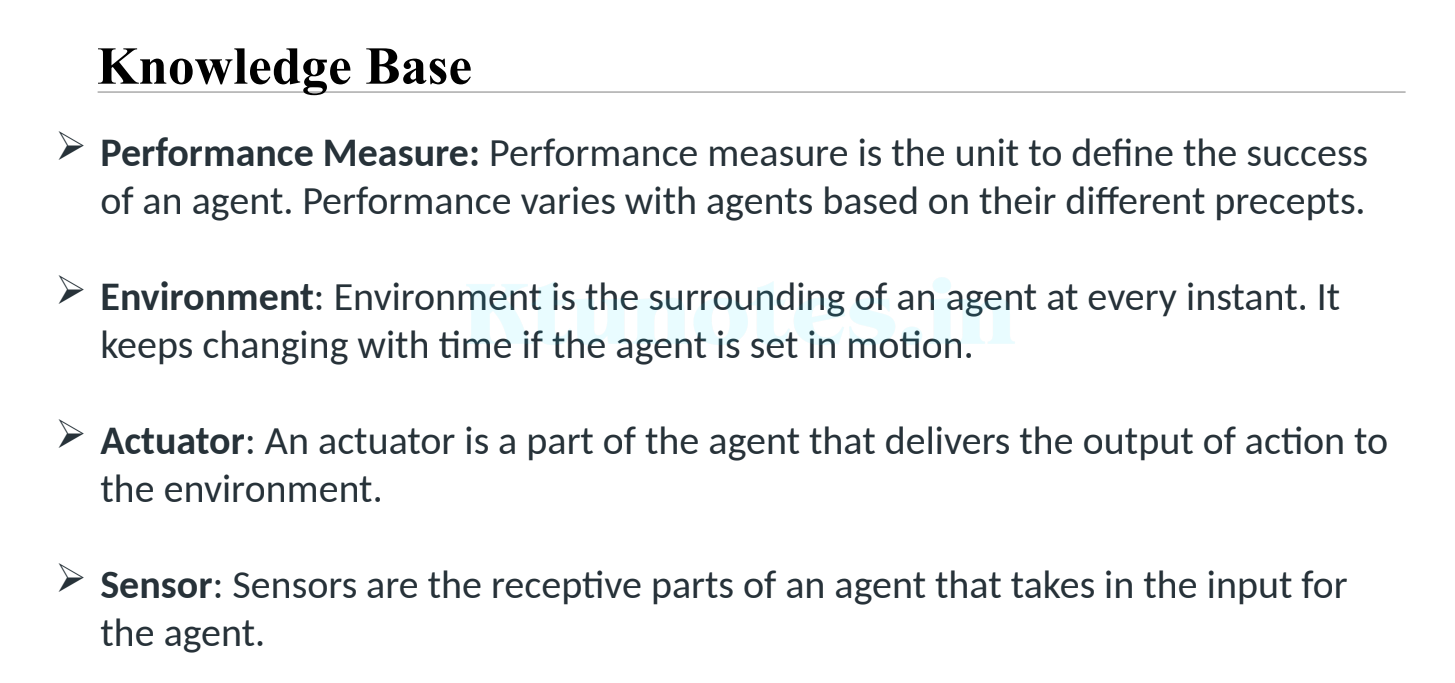 Knowledge Base
➢ Performance Measure: Performance measure is the unit to define the success
of an agent. Performance varies with agents based on their different precepts.
➢ Environment: Environment is the surrounding of an agent at every instant. It
keeps changing with time if the agent is set in motion.
Klunotes.in
➢ Actuator: An actuator is a part of the agent that delivers the output of action to
the environment.
➢ Sensor: Sensors are the receptive parts of an agent that takes in the input for
the agent.